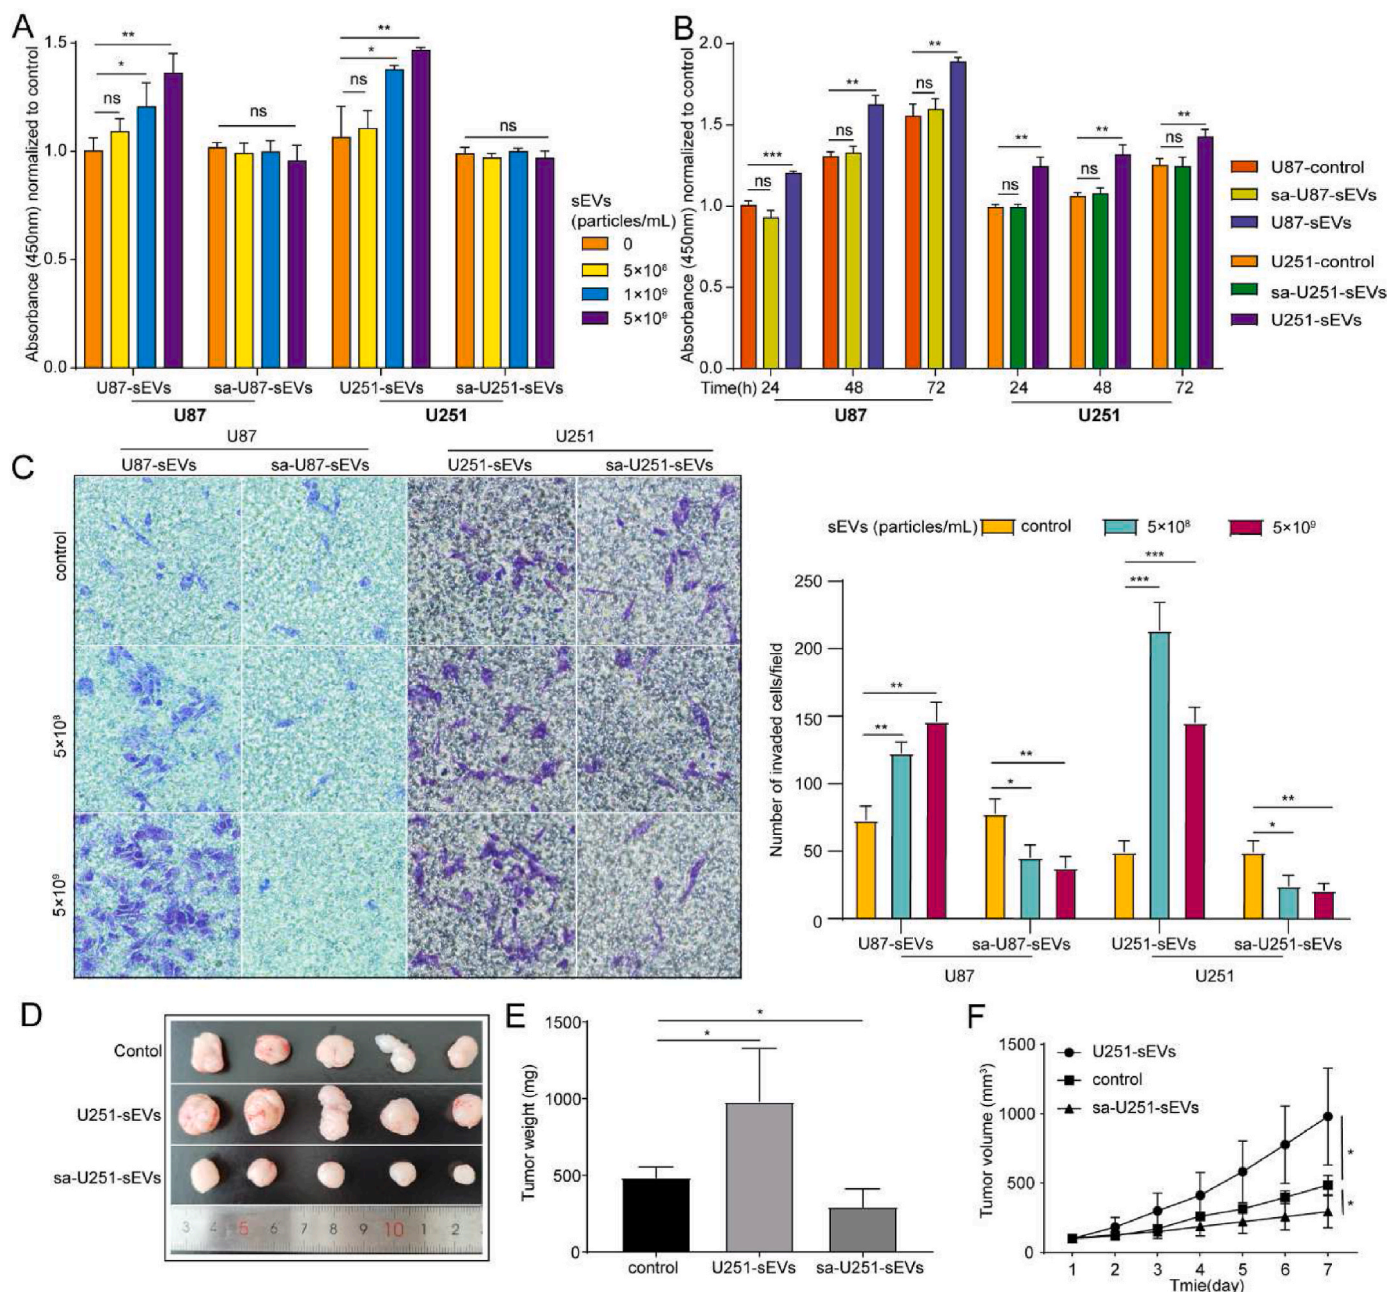 A
Absorbance (450nm) normalized to control
1.5
1.0
0.5
0.0
**
*
ns
ns
**
*
ns
ns
U87-sEVs
sa-U87-sEVs
U251-sEVs
sa-U251-sEVs
U87
U251
sEVs
(particles/mL)
0
5×10⁸
1×10⁹
5×10⁹
B
Absorbance (450nm) normalized to control
2.0
1.5
1.0
0.5
0.0
***
ns
**
ns
**
ns
**
ns
**
ns
**
ns
Time(h) 24 48 72 24 48 72
U87
U251
U87-control
sa-U87-sEVs
U87-sEVs
U251-control
sa-U251-sEVs
U251-sEVs
C
U87
U251
U87-sEVs
sa-U87-sEVs
U251-sEVs
sa-U251-sEVs
control
5×10⁸
5×10⁹
sEVs (particles/mL)
control
5×10⁸
5×10⁹
Number of invaded cells/field
250
200
150
100
50
0
**
**
**
*
***
***
**
*
U87-sEVs
sa-U87-sEVs
U251-sEVs
sa-U251-sEVs
U87
U251
D
Contol
U251-sEVs
sa-U251-sEVs
3 4 5 6 7 8 9 10 1 2
E
Tumor weight (mg)
1500
1000
500
0
*
*
control
U251-sEVs
sa-U251-sEVs
F
Tumor volume (mm³)
1500
1000
500
0
U251-sEVs
control
sa-U251-sEVs
*
*
1 2 3 4 5 6 7
Tmie(day)